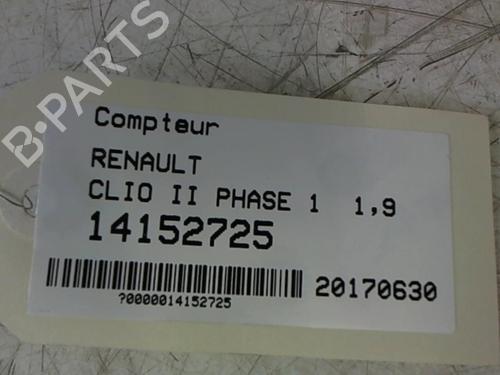 B-PARTS
Compteur
RENAULT
CLIO II PHASE 1 1,9
14152725
20170630
?0000014152725